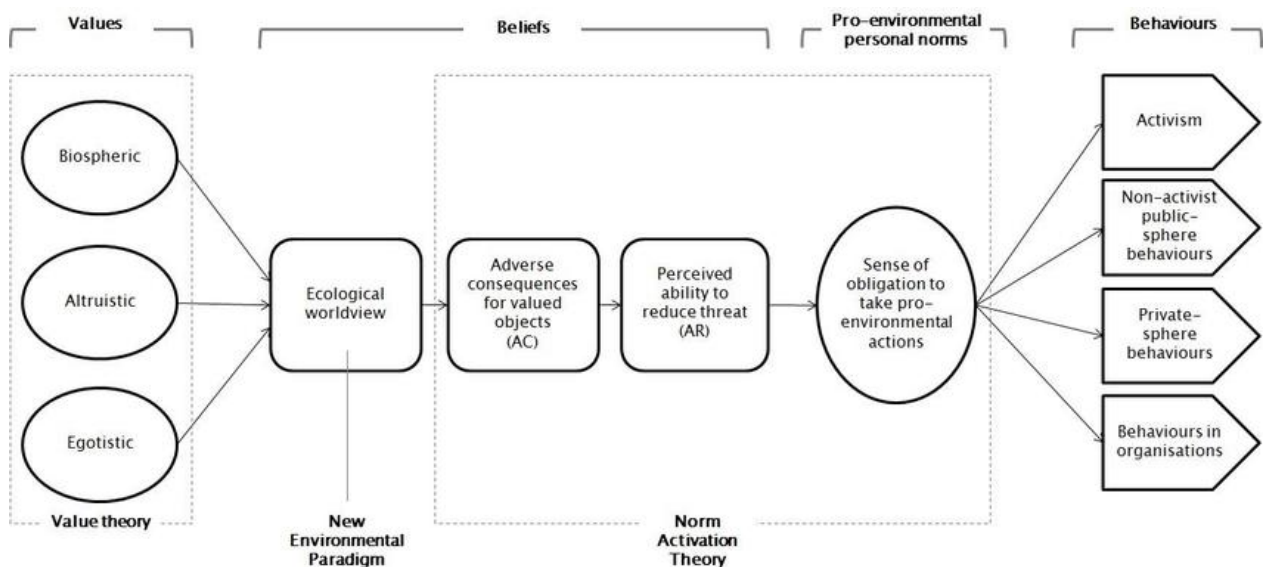 Values
Beliefs
Pro-environmental
personal norms
Behaviours
Biospheric
Altruistic
Egotistic
Value theory
Ecological
worldview
New
Environmental
Paradigm
Adverse
consequences
for valued
objects
(AC)
Perceived
ability to
reduce threat
(AR)
Norm
Activation
Theory
Sense of
obligation to
take pro-
environmental
actions
Activism
Non-activist
public-
sphere
behaviours
Private-
sphere
behaviours
Behaviours in
organisations